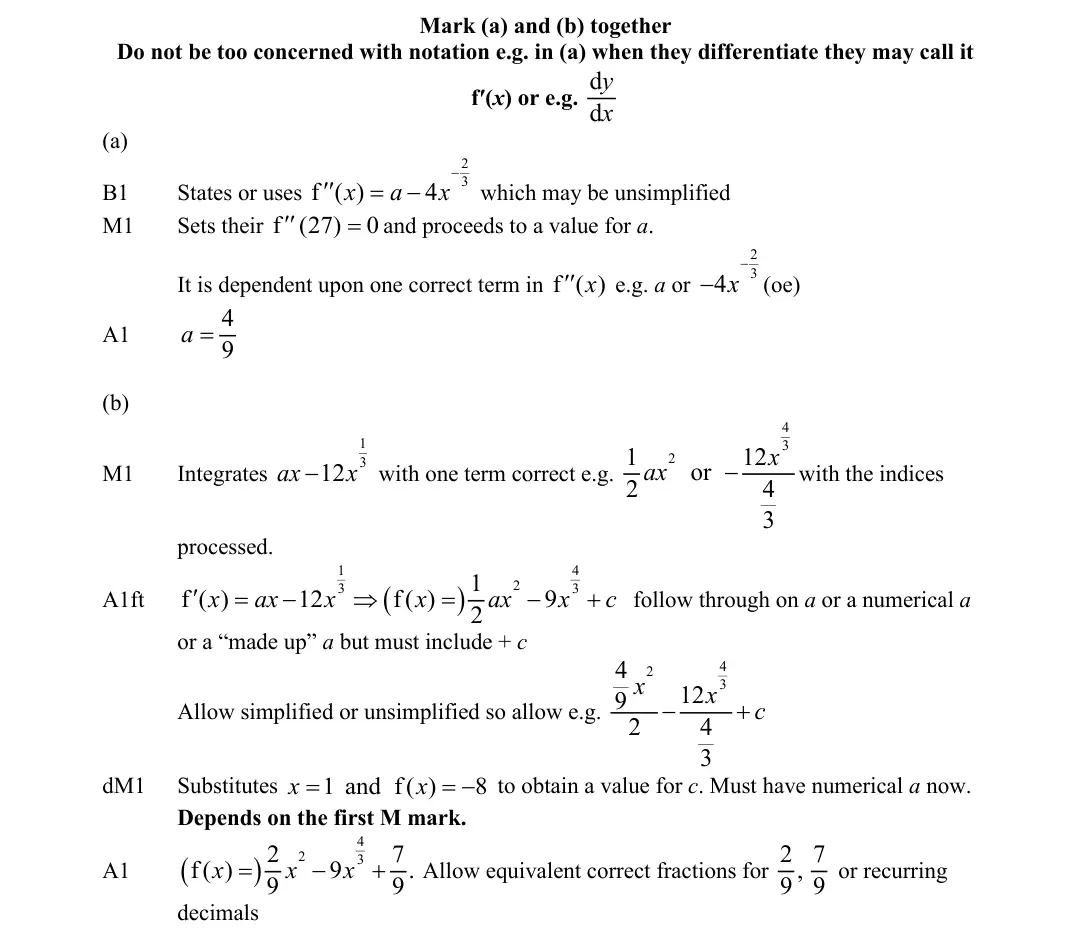 Mark (a) and (b) together
Do not be too concerned with notation e.g. in (a) when they differentiate they may call it
f′(x) or e.g. dy/dx
(a)
B1 States or uses f″(x) = a − 4x^(−2/3) which may be unsimplified
M1 Sets their f″(27) = 0 and proceeds to a value for a.
It is dependent upon one correct term in f″(x) e.g. a or −4x^(−2/3) (oe)
A1 a = 4/9
(b)
M1 Integrates ax − 12x^(1/3) with one term correct e.g. 1/2 ax^2 or − 12x^(4/3)/(4/3) with the indices
processed.
A1ft f′(x) = ax − 12x^(1/3) ⇒ (f(x) =) 1/2 ax^2 − 9x^(4/3) + c follow through on a or a numerical a
or a “made up” a but must include + c
Allow simplified or unsimplified so allow e.g. (4/9 x^2)/2 − 12x^(4/3)/(4/3) + c
dM1 Substitutes x = 1 and f(x) = −8 to obtain a value for c. Must have numerical a now.
Depends on the first M mark.
A1 (f(x) =) 2/9 x^2 − 9x^(4/3) + 7/9. Allow equivalent correct fractions for 2/9, 7/9 or recurring
decimals